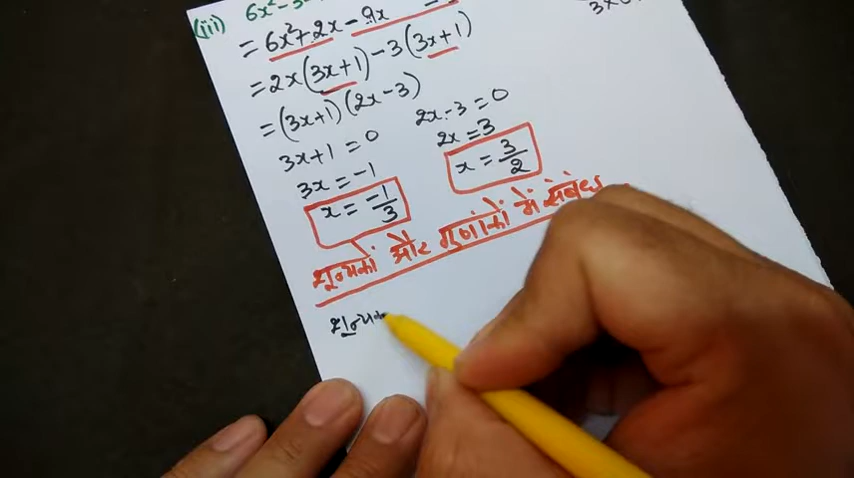 (iii) 6x²-3
= 6x²+2x-9x
= 2x(3x+1)-3(3x+1)
= (3x+1)(2x-3)
3x+1=0
3x=-1
x=-1/3
2x-3=0
2x=3
x=3/2
शून्यकों और गुणांकों में संबंध
शून्यक